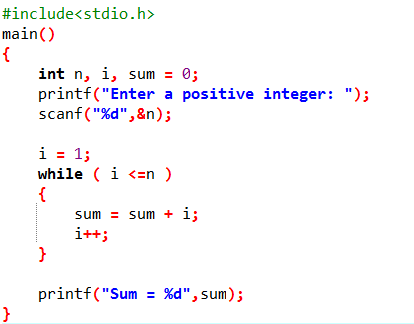 #include<stdio.h>
main()
{
    int n, i, sum = 0;
    printf("Enter a positive integer: ");
    scanf("%d",&n);

    i = 1;
    while ( i <=n )
    {
        sum = sum + i;
        i++;
    }

    printf("Sum = %d",sum);
}